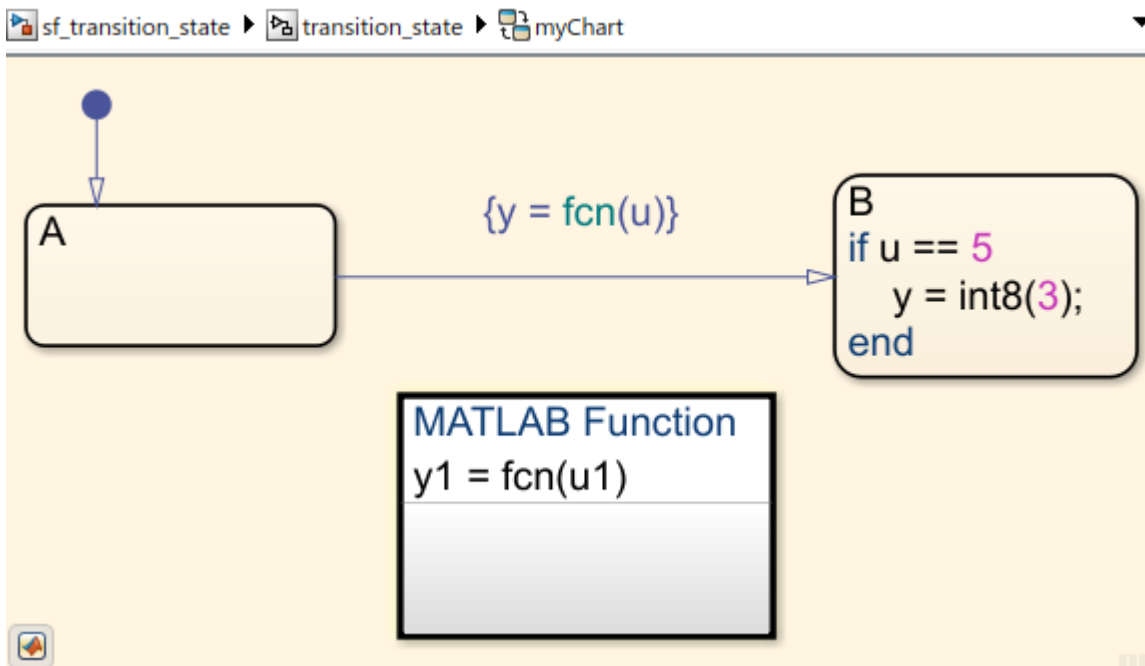 sf_transition_state transition_state myChart
A
{y = fcn(u)}
B
if u == 5
y = int8(3);
end
MATLAB Function
y1 = fcn(u1)